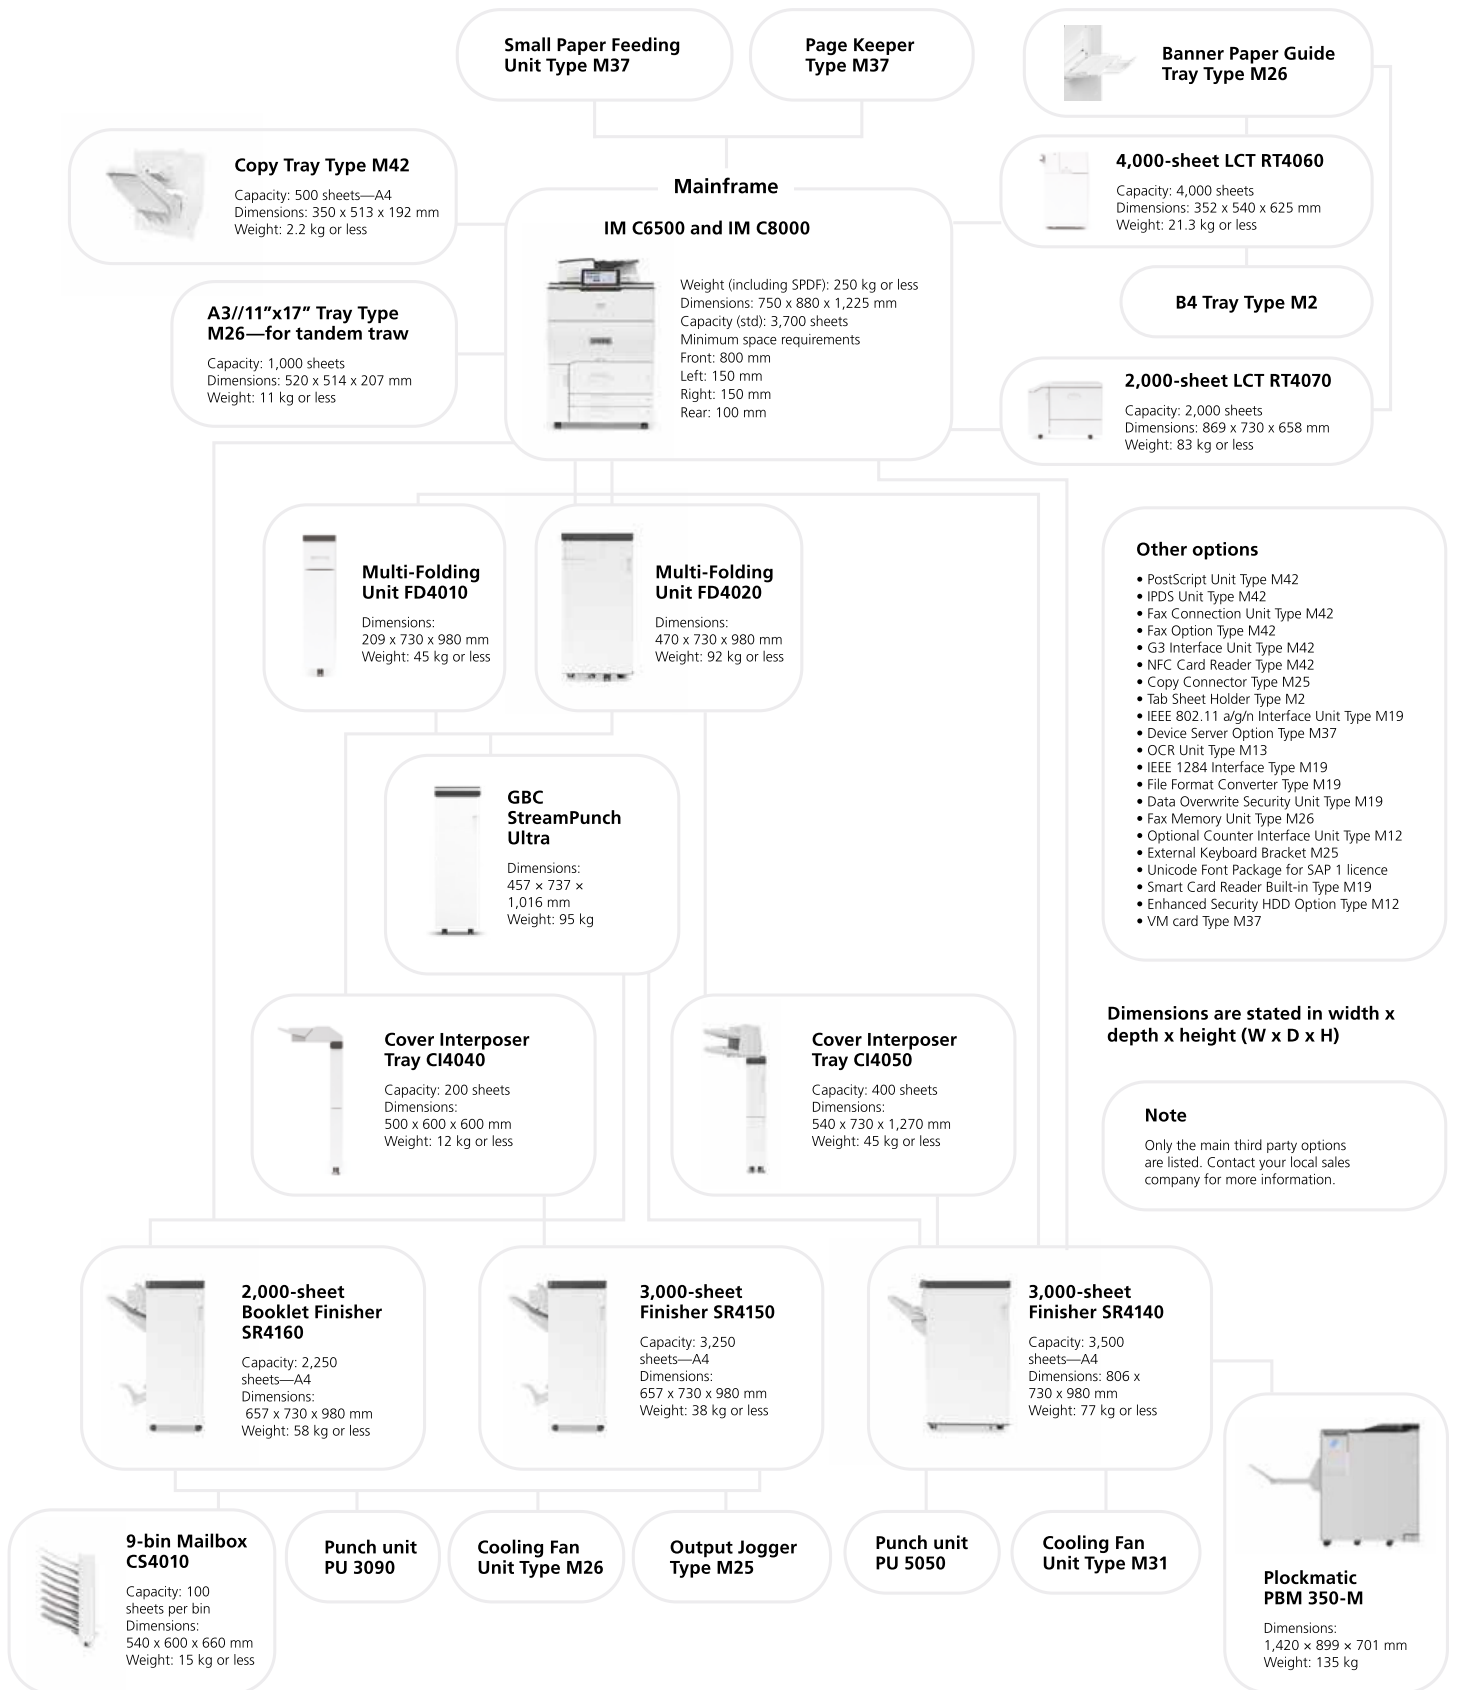 Small Paper Feeding
Unit Type M37
Page Keeper
Type M37
Banner Paper Guide
Tray Type M26
Copy Tray Type M42
Capacity: 500 sheets—A4
Dimensions: 350 x 513 x 192 mm
Weight: 2.2 kg or less
A3//11”x17” Tray Type
M26—for tandem traw
Capacity: 1,000 sheets
Dimensions: 520 x 514 x 207 mm
Weight: 11 kg or less
Mainframe
IM C6500 and IM C8000
Weight (including SPDF): 250 kg or less
Dimensions: 750 x 880 x 1,225 mm
Capacity (std): 3,700 sheets
Minimum space requirements
Front: 800 mm
Left: 150 mm
Right: 150 mm
Rear: 100 mm
4,000-sheet LCT RT4060
Capacity: 4,000 sheets
Dimensions: 352 x 540 x 625 mm
Weight: 21.3 kg or less
B4 Tray Type M2
2,000-sheet LCT RT4070
Capacity: 2,000 sheets
Dimensions: 869 x 730 x 658 mm
Weight: 83 kg or less
Multi-Folding
Unit FD4010
Dimensions:
209 x 730 x 980 mm
Weight: 45 kg or less
Multi-Folding
Unit FD4020
Dimensions:
470 x 730 x 980 mm
Weight: 92 kg or less
Other options
• PostScript Unit Type M42
• IPDS Unit Type M42
• Fax Connection Unit Type M42
• Fax Option Type M42
• G3 Interface Unit Type M42
• NFC Card Reader Type M42
• Copy Connector Type M25
• Tab Sheet Holder Type M2
• IEEE 802.11 a/g/n Interface Unit Type M19
• Device Server Option Type M37
• OCR Unit Type M13
• IEEE 1284 Interface Type M19
• File Format Converter Type M19
• Data Overwrite Security Unit Type M19
• Fax Memory Unit Type M26
• Optional Counter Interface Unit Type M12
• External Keyboard Bracket M25
• Unicode Font Package for SAP 1 licence
• Smart Card Reader Built-in Type M19
• Enhanced Security HDD Option Type M12
• VM card Type M37
GBC
StreamPunch
Ultra
Dimensions:
457 × 737 ×
1,016 mm
Weight: 95 kg
Cover Interposer
Tray CI4040
Capacity: 200 sheets
Dimensions:
500 x 600 x 600 mm
Weight: 12 kg or less
Cover Interposer
Tray CI4050
Capacity: 400 sheets
Dimensions:
540 x 730 x 1,270 mm
Weight: 45 kg or less
Dimensions are stated in width x
depth x height (W x D x H)
Note
Only the main third party options
are listed. Contact your local sales
company for more information.
2,000-sheet
Booklet Finisher
SR4160
Capacity: 2,250
sheets—A4
Dimensions:
657 x 730 x 980 mm
Weight: 58 kg or less
3,000-sheet
Finisher SR4150
Capacity: 3,250
sheets—A4
Dimensions:
657 x 730 x 980 mm
Weight: 38 kg or less
3,000-sheet
Finisher SR4140
Capacity: 3,500
sheets—A4
Dimensions: 806 x
730 x 980 mm
Weight: 77 kg or less
9-bin Mailbox
CS4010
Capacity: 100
sheets per bin
Dimensions:
540 x 600 x 660 mm
Weight: 15 kg or less
Punch unit
PU 3090
Cooling Fan
Unit Type M26
Output Jogger
Type M25
Punch unit
PU 5050
Cooling Fan
Unit Type M31
Plockmatic
PBM 350-M
Dimensions:
1,420 × 899 × 701 mm
Weight: 135 kg